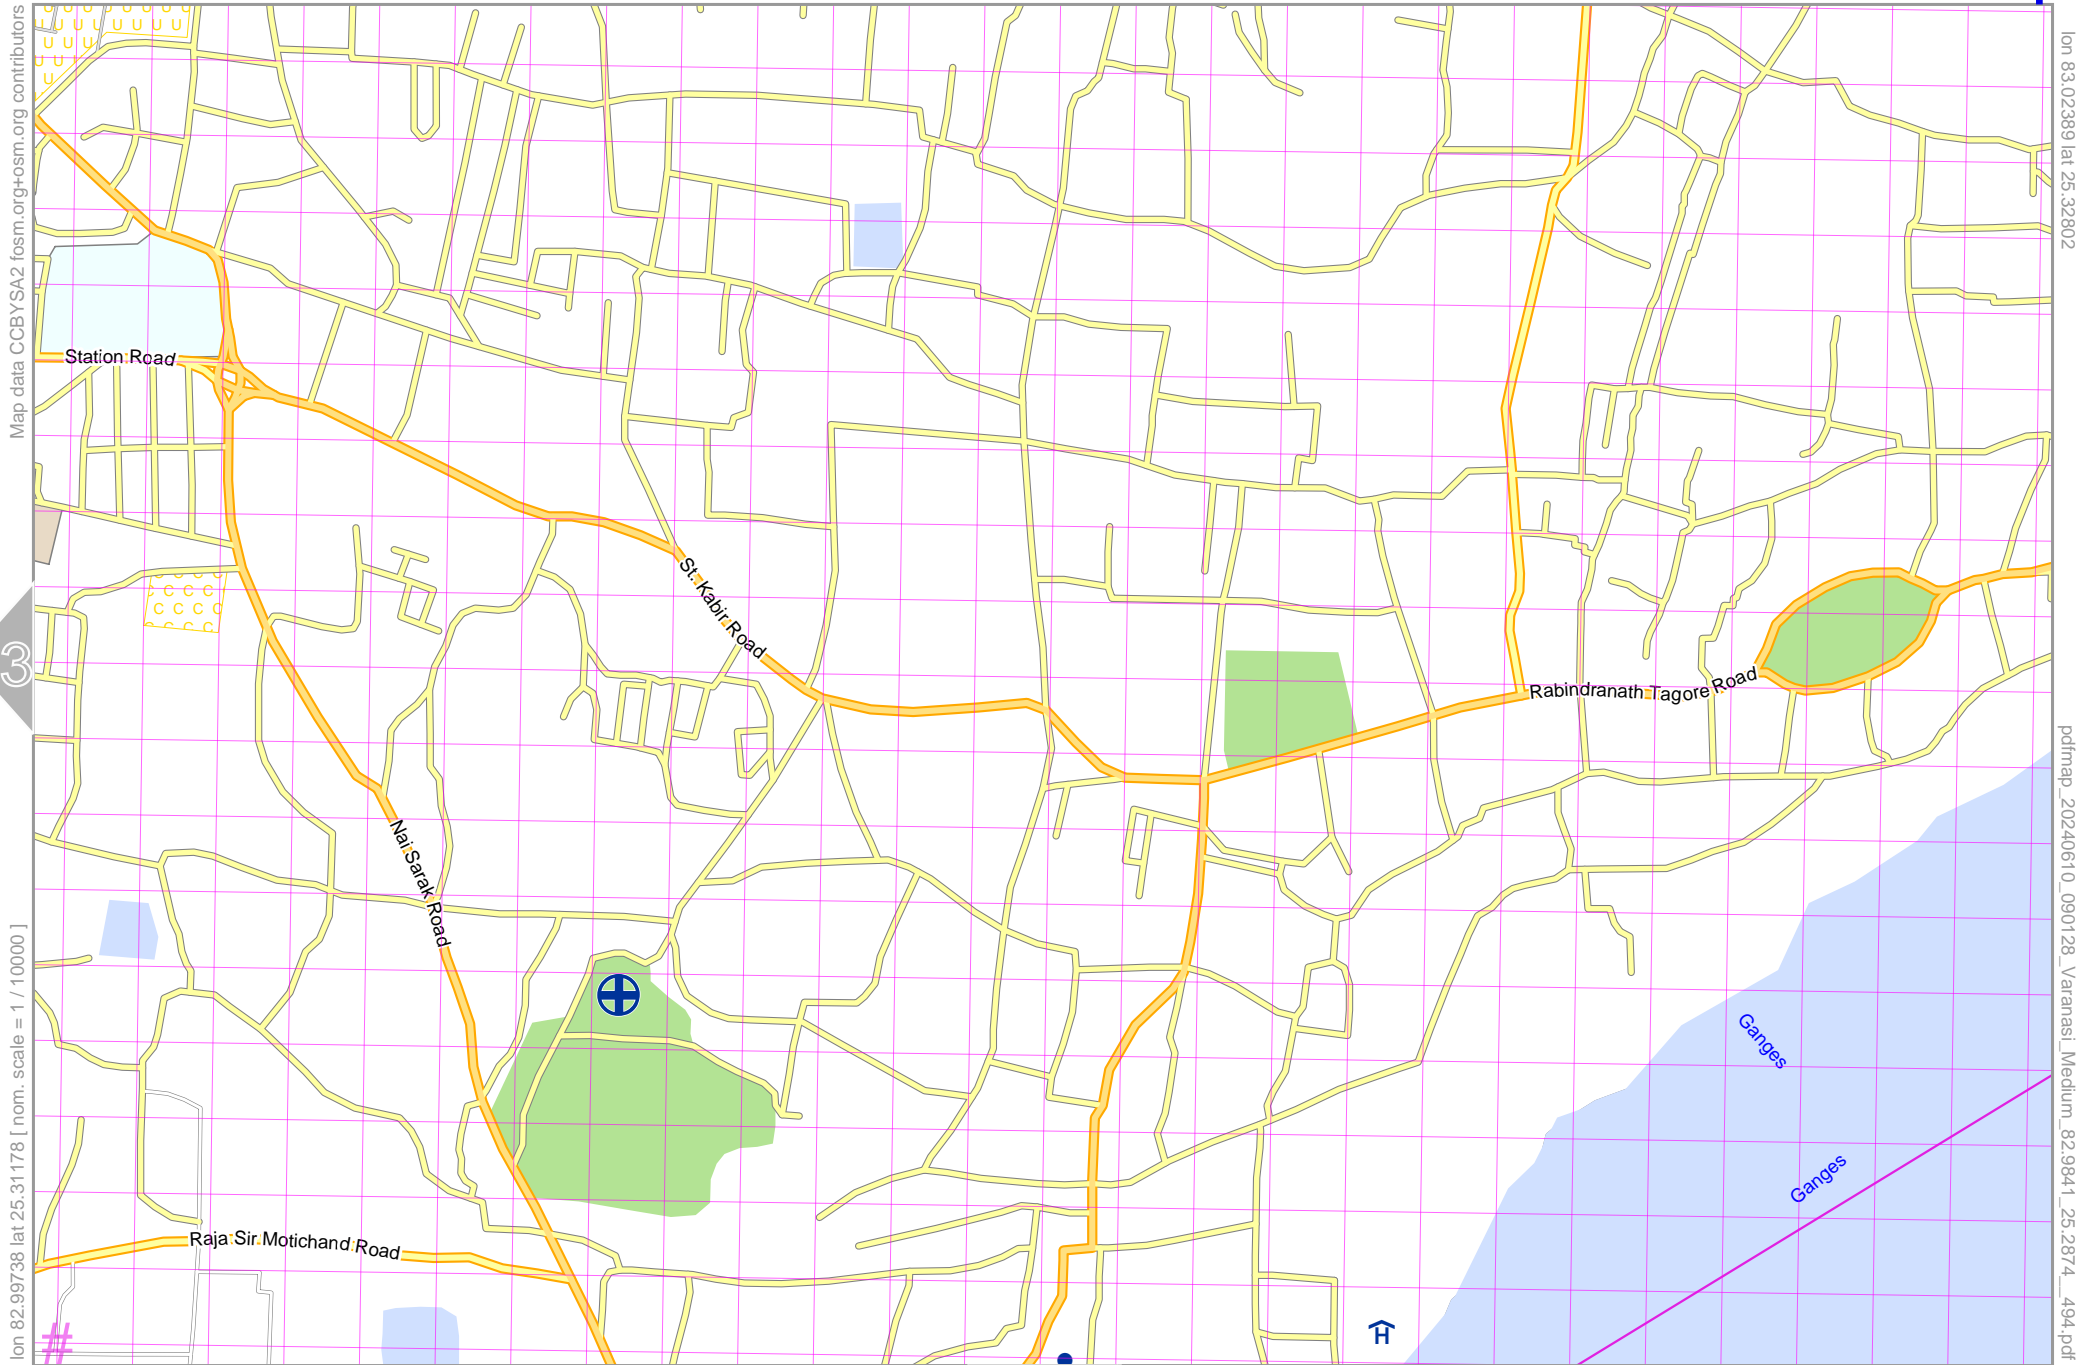 Map data CCBYSA2 fosm.org+osm.org contributors
lon 82.99738 lat 25.31178 [ nom. scale = 1 / 10000 ]
lon 83.02389 lat 25.32802
pdfmap_20240610_090128_Varanasi_Medium_82.9841_25.2874__494.pdf
U U U U U
U U U U
U U U
U U
U
Station Road
3
C C C C C
C C C C
C C C C C
St. Kabir Road
Rabindranath Tagore Road
Nai Sarak Road
Ganges
Ganges
Raja Sir Motichand Road
#
H